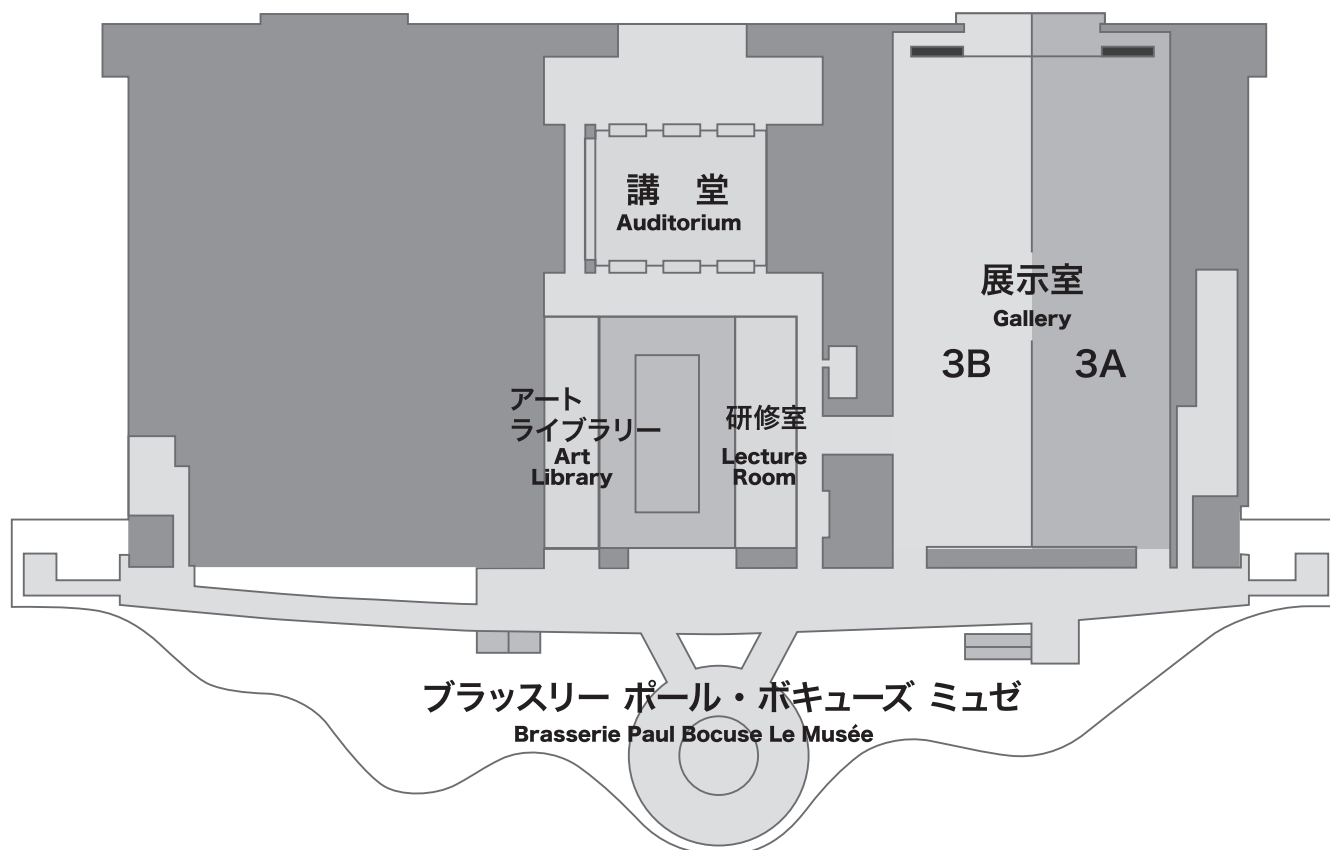 講 堂
Auditorium
展示室
Gallery
3B
3A
アート
ライブラリー
Art
Library
研修室
Lecture
Room
ブラッスリー ポール・ボキューズ ミュゼ
Brasserie Paul Bocuse Le Musée